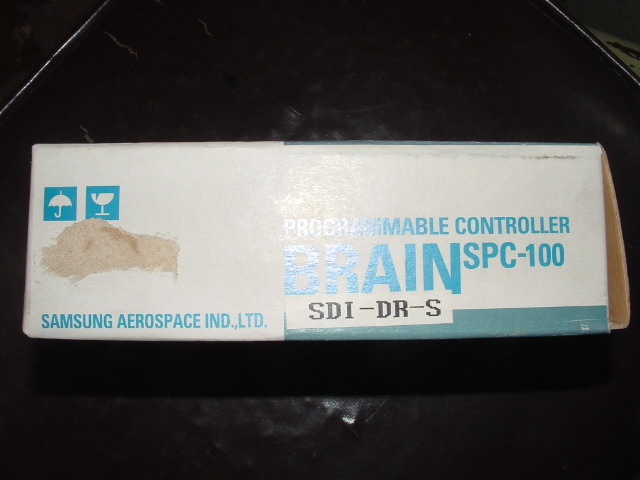 PROGRAMMABLE CONTROLLER
BRAIN SPC-100
SDI-DR-S
SAMSUNG AEROSPACE IND.,LTD.